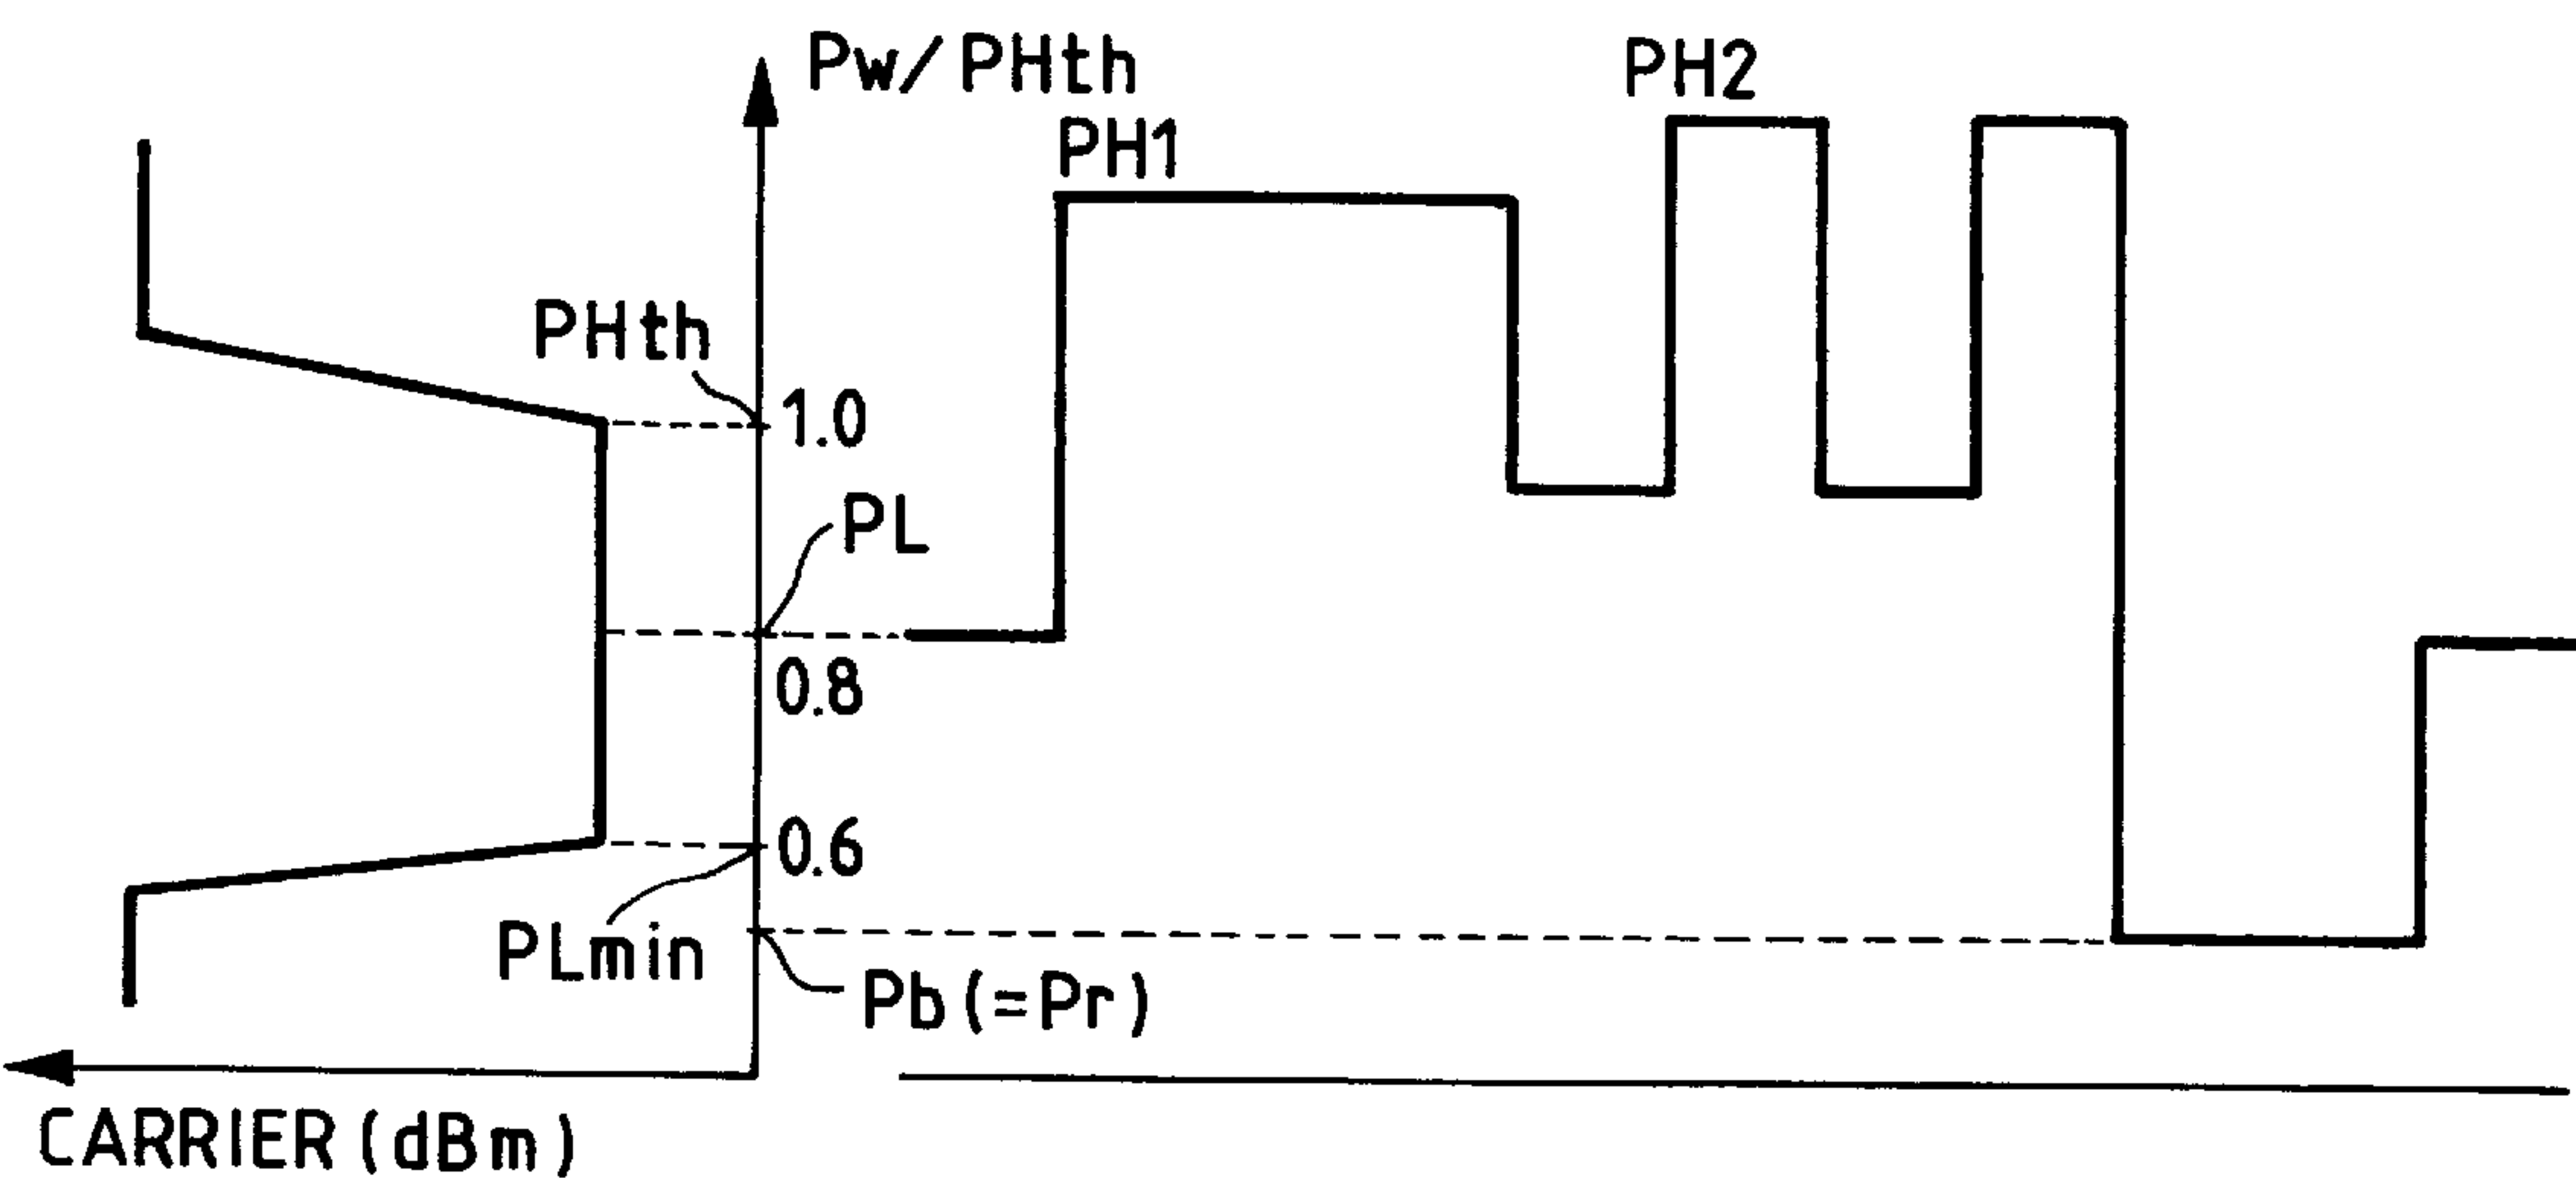 Pw/PHth
PH2
PH1
PHth
1.0
PL
0.8
0.6
PLmin
Pb(=Pr)
CARRIER(dBm)